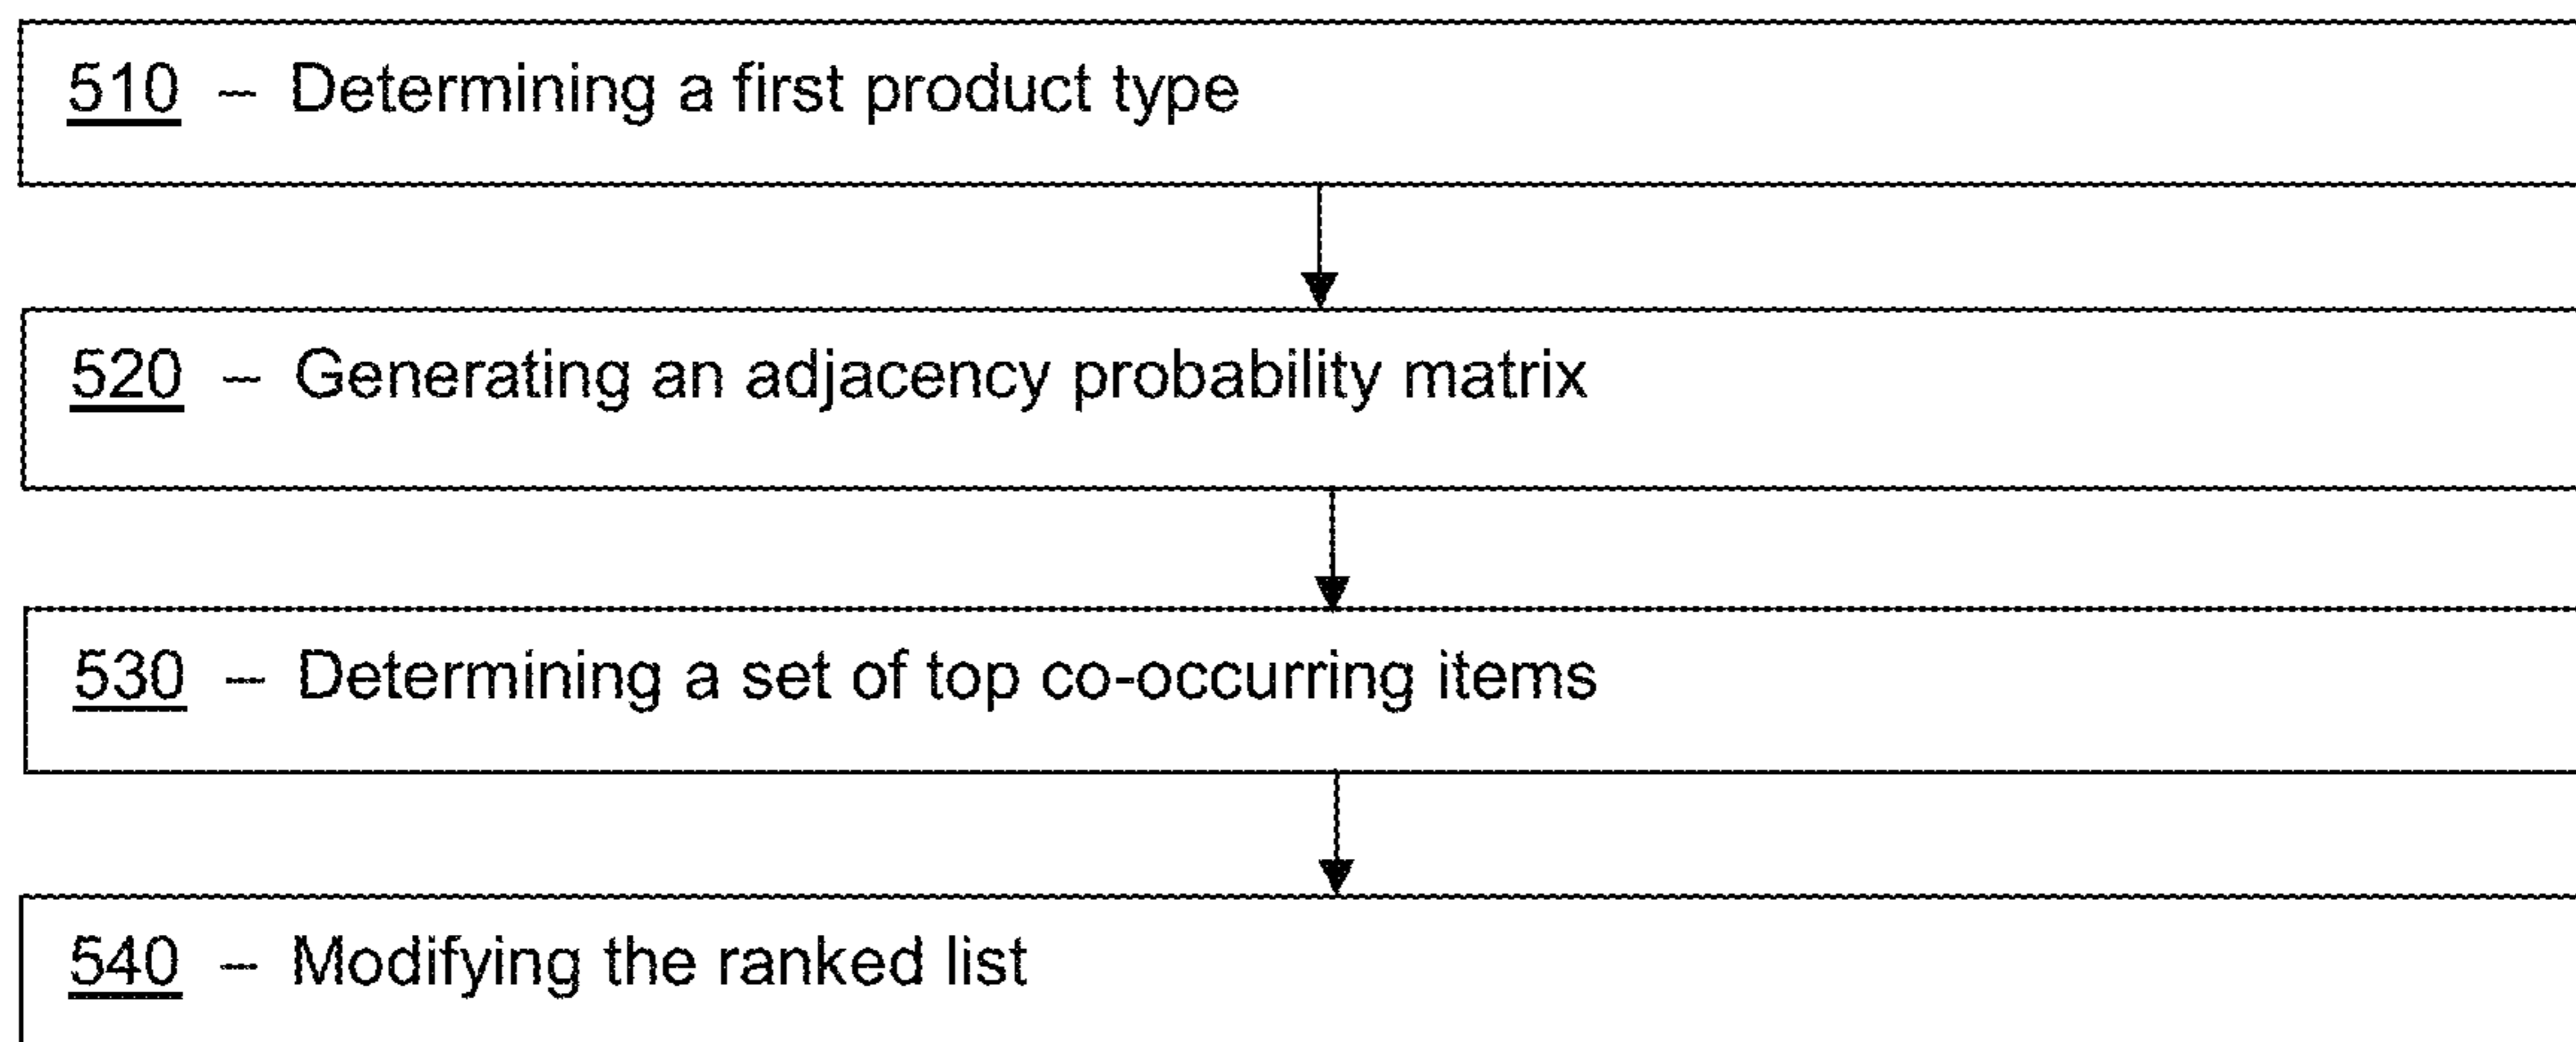 510 – Determining a first product type
520 – Generating an adjacency probability matrix
530 – Determining a set of top co-occurring items
540 – Modifying the ranked list